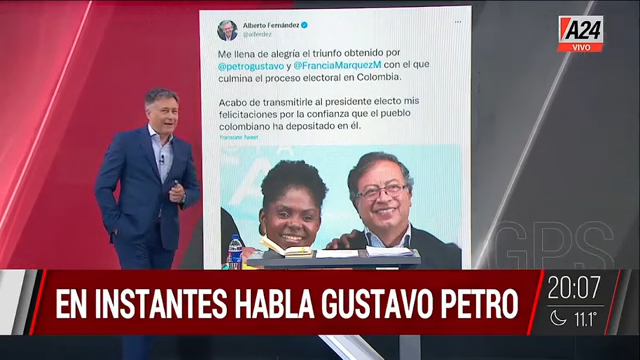 Alberto Fernández
@alferdez
Me llena de alegría el triunfo obtenido por
@petrogustavo y @FranciaMarquezM con el que
culmina el proceso electoral en Colombia.
Acabo de transmitirle al presidente electo mis
felicitaciones por la confianza que el pueblo
colombiano ha depositado en él.
Translate Tweet
A24
VIVO
GPS
EN INSTANTES HABLA GUSTAVO PETRO
20:07
11.1°